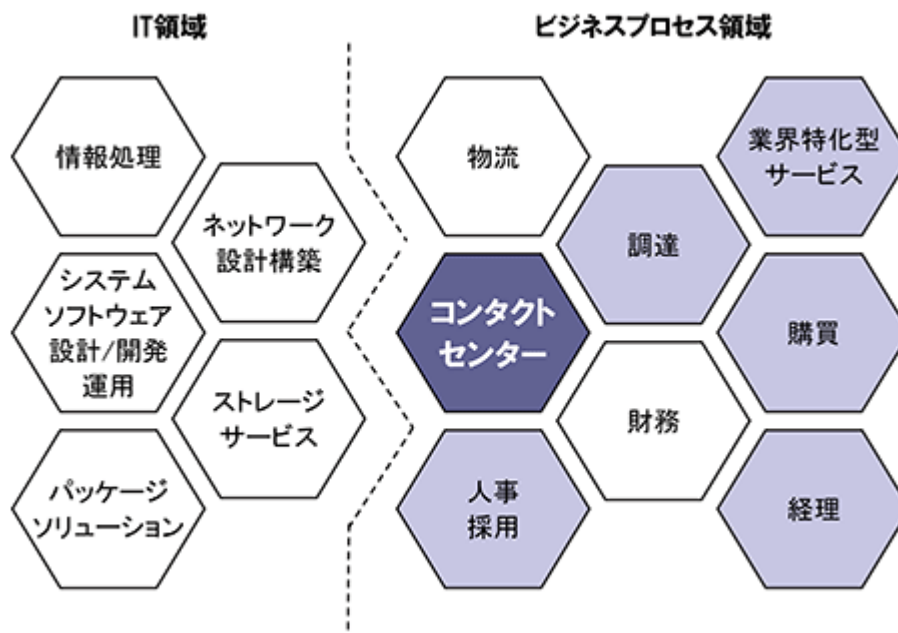 IT領域
ビジネスプロセス領域
情報処理
ネットワーク
設計構築
システム
ソフトウェア
設計/開発
運用
ストレージ
サービス
パッケージ
ソリューション
物流
業界特化型
サービス
調達
コンタクト
センター
購買
財務
人事
採用
経理